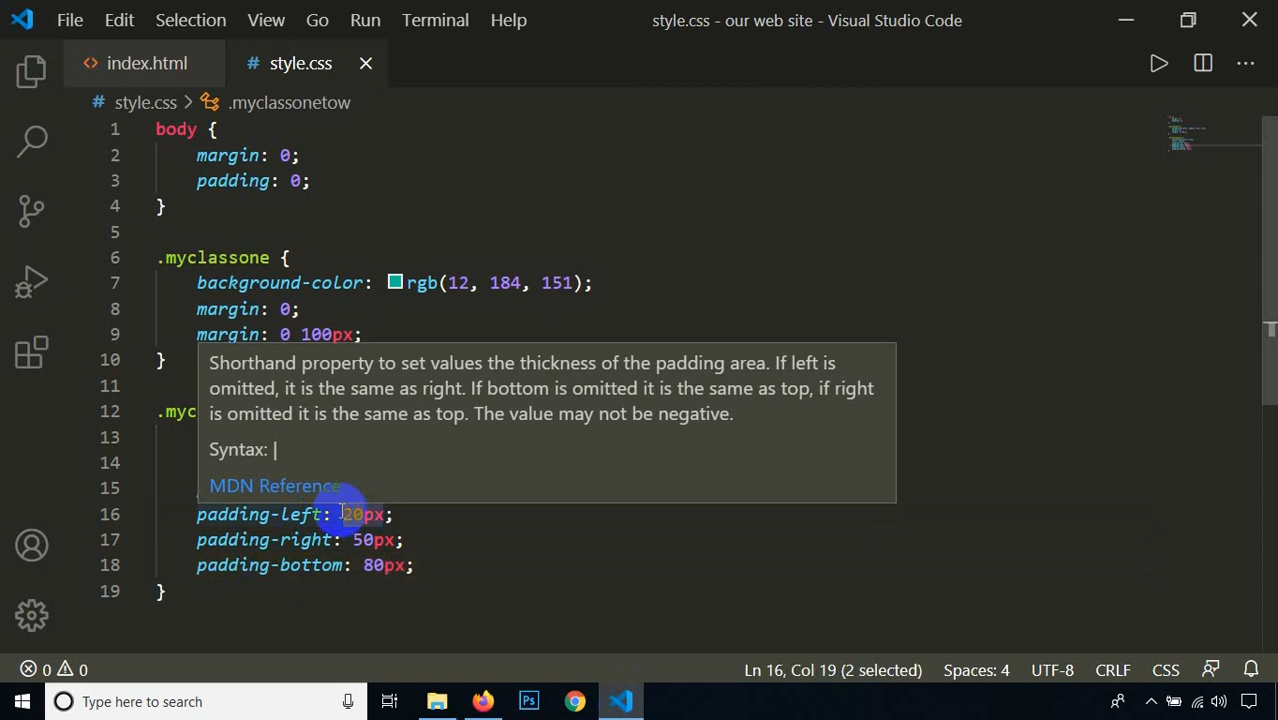 File Edit Selection View Go Run Terminal Help style.css - our web site - Visual Studio Code
index.html # style.css
# style.css > .myclassonetow
1 body {
2 margin: 0;
3 padding: 0;
4 }
5
6 .myclassone {
7 background-color: rgb(12, 184, 151);
8 margin: 0;
9 margin: 0 100px;
10 }
11
12 .myc
13
14
15
16 padding-left: 20px;
17 padding-right: 50px;
18 padding-bottom: 80px;
19 }
Shorthand property to set values the thickness of the padding area. If left is
omitted, it is the same as right. If bottom is omitted it is the same as top, if right
is omitted it is the same as top. The value may not be negative.
Syntax: |
MDN Reference
0 0 Ln 16, Col 19 (2 selected) Spaces: 4 UTF-8 CRLF CSS
Type here to search Ps